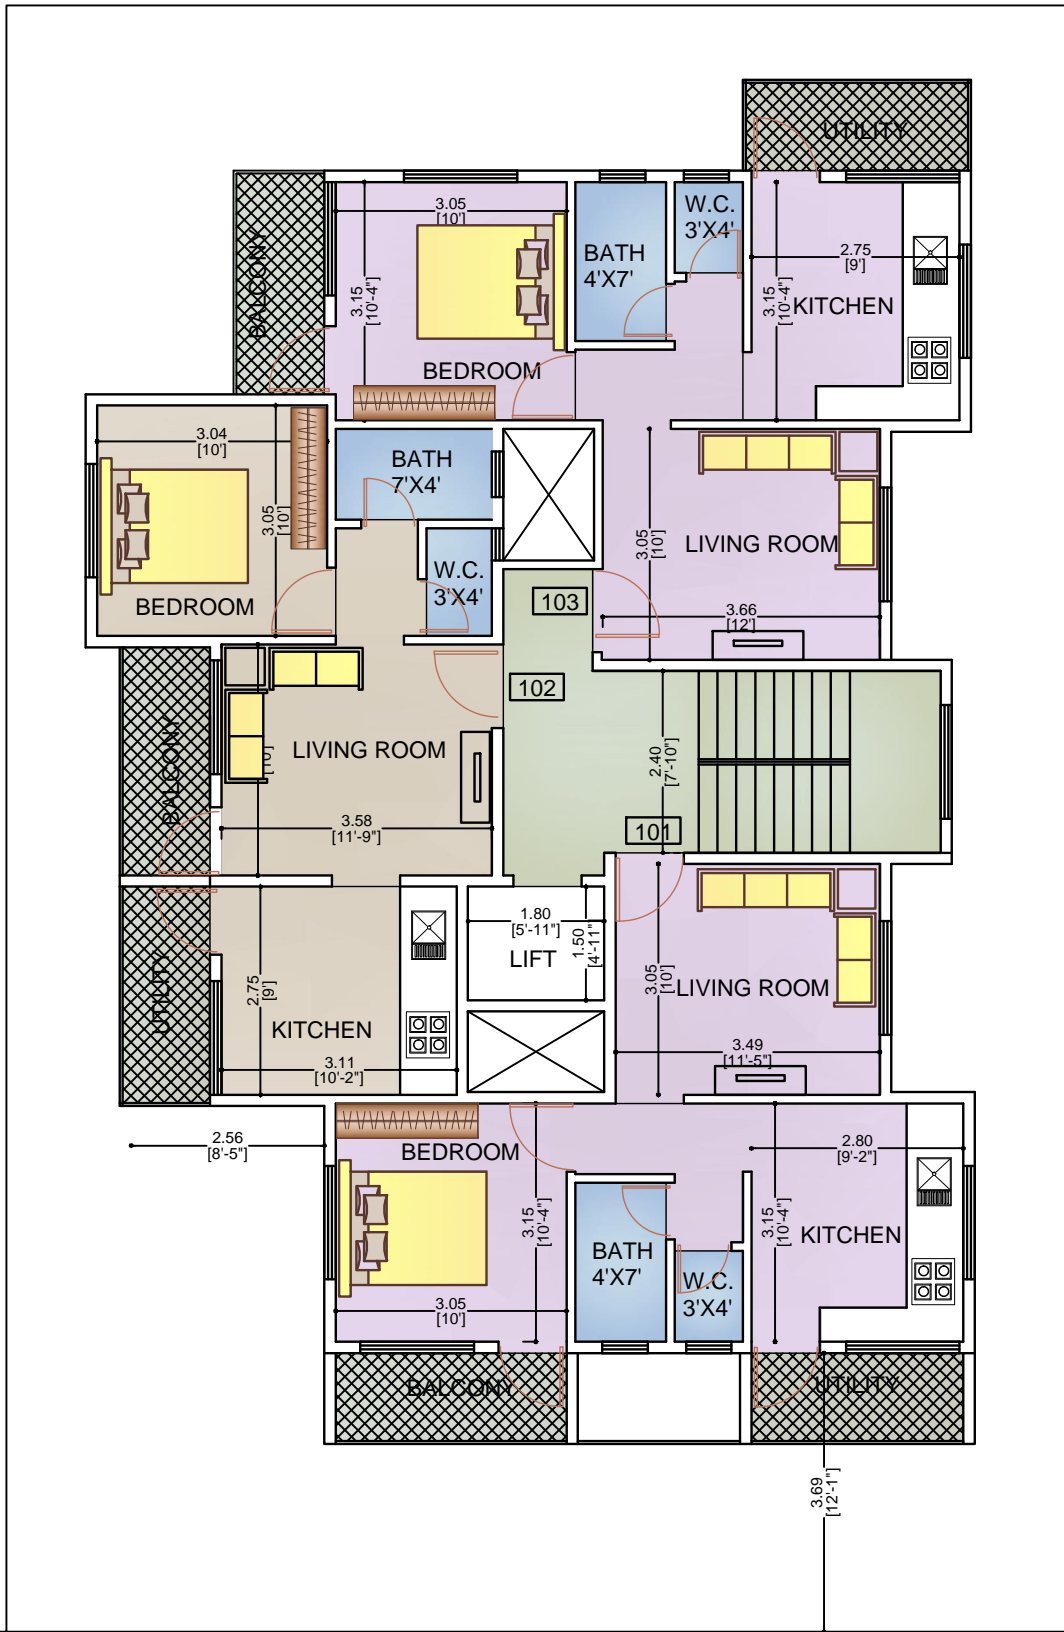 UTILITY
3.05
[10']
W.C.
3'X4'
BATH
4'X7'
2.75
[9']
BALCONY
3.15
[10'-4"]
3.15
[10'-4"]
KITCHEN
BEDROOM
3.04
[10']
BATH
7'X4'
3.05
[10']
3.05
[10']
LIVING ROOM
W.C.
3'X4'
BEDROOM
103
3.66
[12']
102
BALCONY
[10']
LIVING ROOM
2.40
[7'-10"]
3.58
[11'-9"]
101
1.80
[5'-11"]
1.50
[4'-11"
LIFT
3.05
[10']
LIVING ROOM
UTILITY
2.75
[9']
KITCHEN
3.11
[10'-2"]
3.49
[11'-5"]
2.56
[8'-5"]
BEDROOM
2.80
[9'-2"]
3.15
[10'-4"]
3.15
[10'-4"]
KITCHEN
BATH
4'X7'
W.C.
3'X4'
3.05
[10']
BALCONY
UTILITY
3.69
[12'-1"]